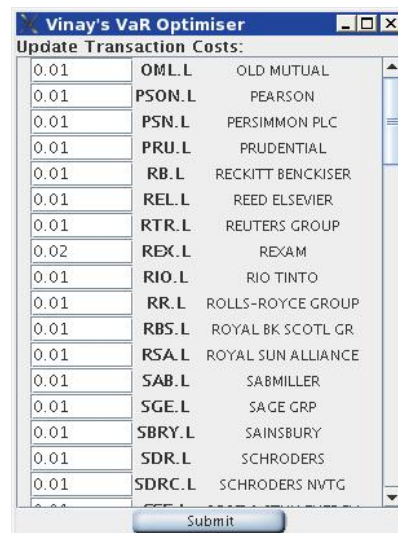 Vinay's VaR Optimiser
Update Transaction Costs:
0.01 OML.L OLD MUTUAL
0.01 PSON.L PEARSON
0.01 PSN.L PERSIMMON PLC
0.01 PRU.L PRUDENTIAL
0.01 RB.L RECKITT BENCKISER
0.01 REL.L REED ELSEVIER
0.01 RTR.L REUTERS GROUP
0.02 REX.L REXAM
0.01 RIO.L RIO TINTO
0.01 RR.L ROLLS-ROYCE GROUP
0.01 RBS.L ROYAL BK SCOTL GR
0.01 RSA.L ROYAL SUN ALLIANCE
0.01 SAB.L SABMILLER
0.01 SGE.L SAGE GRP
0.01 SBRY.L SAINSBURY
0.01 SDR.L SCHRODERS
0.01 SDRC.L SCHRODERS NVTG
Submit